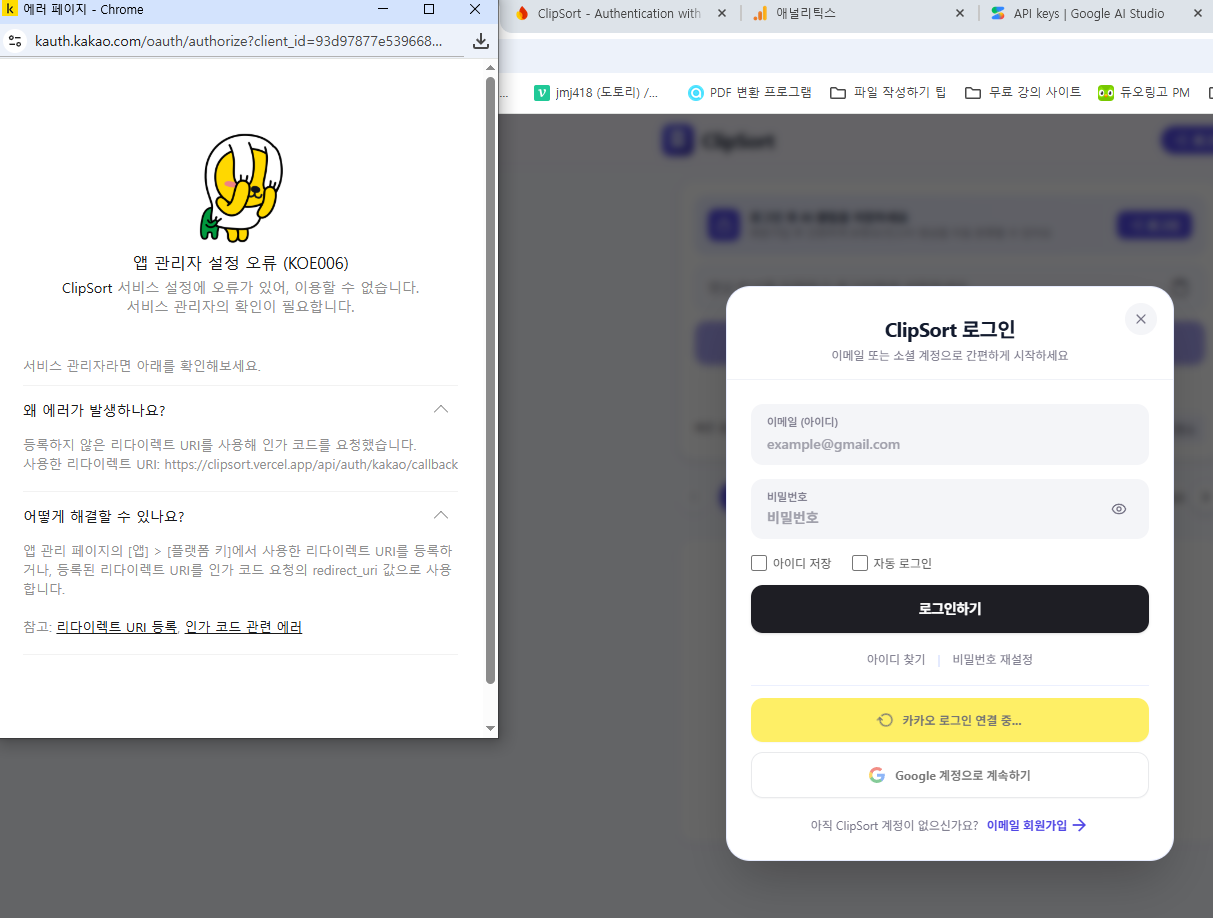 에러 페이지 - Chrome
kauth.kakao.com/oauth/authorize?client_id=93d97877e539668...
앱 관리자 설정 오류 (KOE006)
ClipSort 서비스 설정에 오류가 있어, 이용할 수 없습니다.
서비스 관리자의 확인이 필요합니다.
서비스 관리자라면 아래를 확인해보세요.
왜 에러가 발생하나요?
등록하지 않은 리다이렉트 URI를 사용해 인가 코드를 요청했습니다.
사용한 리다이렉트 URI: https://clipsort.vercel.app/api/auth/kakao/callback
어떻게 해결할 수 있나요?
앱 관리 페이지의 [앱] > [플랫폼 키]에서 사용한 리다이렉트 URI를 등록하
거나, 등록된 리다이렉트 URI를 인가 코드 요청의 redirect_uri 값으로 사용
합니다.
참고: 리다이렉트 URI 등록, 인가 코드 관련 에러
ClipSort - Authentication with
애널리틱스
API keys | Google AI Studio
... jmj418 (도토리) /...
PDF 변환 프로그램
파일 작성하기 팁
무료 강의 사이트
듀오링고 PM
ClipSort
ClipSort 로그인
이메일 또는 소셜 계정으로 간편하게 시작하세요
이메일 (아이디)
example@gmail.com
비밀번호
비밀번호
아이디 저장
자동 로그인
로그인하기
아이디 찾기 | 비밀번호 재설정
카카오 로그인 연결 중...
Google 계정으로 계속하기
아직 ClipSort 계정이 없으신가요? 이메일 회원가입 →